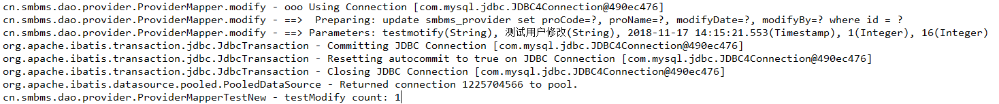 cn.smbms.dao.provider.ProviderMapper.modify - ooo Using Connection [com.mysql.jdbc.JDBC4Connection@490ec476]
cn.smbms.dao.provider.ProviderMapper.modify - ==>  Preparing: update smbms_provider set proCode=?, proName=?, modifyDate=?, modifyBy=? where id = ?
cn.smbms.dao.provider.ProviderMapper.modify - ==> Parameters: testmotify(String), 测试用户修改(String), 2018-11-17 14:15:21.553(Timestamp), 1(Integer), 16(Integer)
org.apache.ibatis.transaction.jdbc.JdbcTransaction - Committing JDBC Connection [com.mysql.jdbc.JDBC4Connection@490ec476]
org.apache.ibatis.transaction.jdbc.JdbcTransaction - Resetting autocommit to true on JDBC Connection [com.mysql.jdbc.JDBC4Connection@490ec476]
org.apache.ibatis.transaction.jdbc.JdbcTransaction - Closing JDBC Connection [com.mysql.jdbc.JDBC4Connection@490ec476]
org.apache.ibatis.datasource.pooled.PooledDataSource - Returned connection 1225704566 to pool.
cn.smbms.dao.provider.ProviderMapperTestNew - testModify count: 1